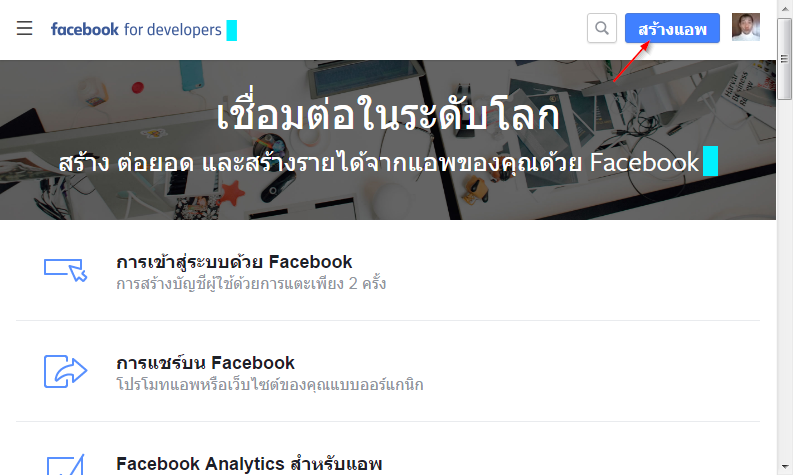 facebook for developers
สร้างแอพ
เชื่อมต่อในระดับโลก
สร้าง ต่อยอด และสร้างรายได้จากแอพของคุณด้วย Facebook
การเข้าสู่ระบบด้วย Facebook
การสร้างบัญชีผู้ใช้ด้วยการแตะเพียง 2 ครั้ง
การแชร์บน Facebook
โปรโมทแอพหรือเว็บไซต์ของคุณแบบออร์แกนิก
Facebook Analytics สำหรับแอพ